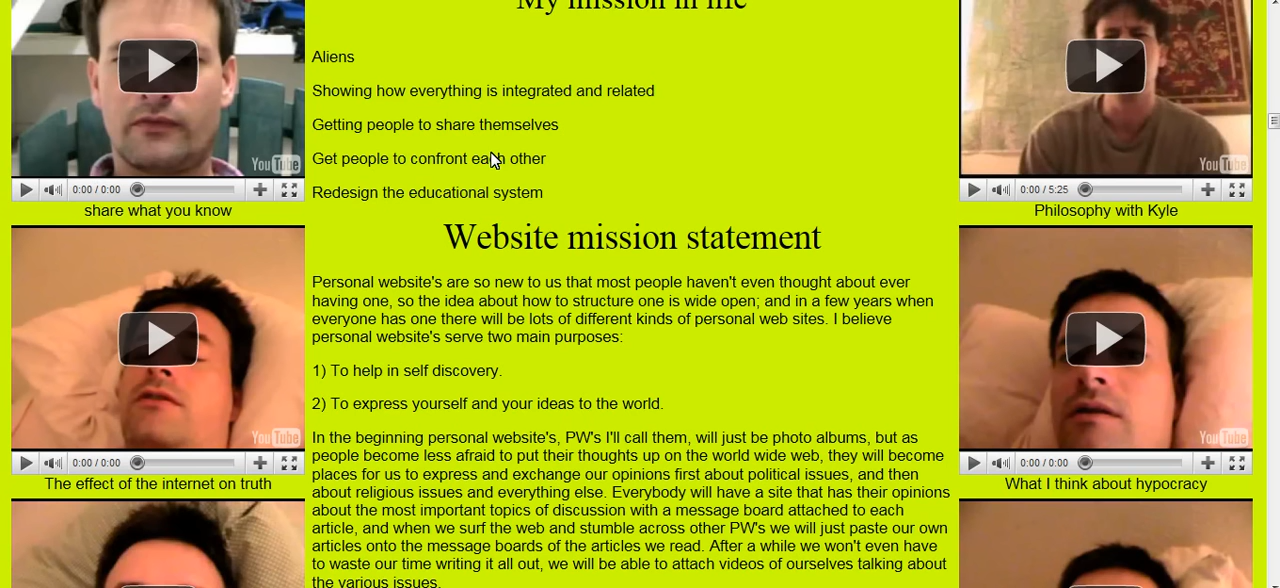 My mission in life
Aliens
Showing how everything is integrated and related
Getting people to share themselves
Get people to confront each other
Redesign the educational system
YouTube
0:00 / 0:00
share what you know
YouTube
0:00 / 5:25
Philosophy with Kyle
Website mission statement
Personal website's are so new to us that most people haven't even thought about ever
having one, so the idea about how to structure one is wide open; and in a few years when
everyone has one there will be lots of different kinds of personal web sites. I believe
personal website's serve two main purposes:
1) To help in self discovery.
2) To express yourself and your ideas to the world.
In the beginning personal website's, PW's I'll call them, will just be photo albums, but as
people become less afraid to put their thoughts up on the world wide web, they will become
places for us to express and exchange our opinions first about political issues, and then
about religious issues and everything else. Everybody will have a site that has their opinions
about the most important topics of discussion with a message board attached to each
article, and when we surf the web and stumble across other PW's we will just paste our own
articles onto the message boards of the articles we read. After a while we won't even have
to waste our time writing it all out, we will be able to attach videos of ourselves talking about
the various issues.
YouTube
0:00 / 0:00
The effect of the internet on truth
YouTube
0:00 / 0:00
What I think about hypocracy